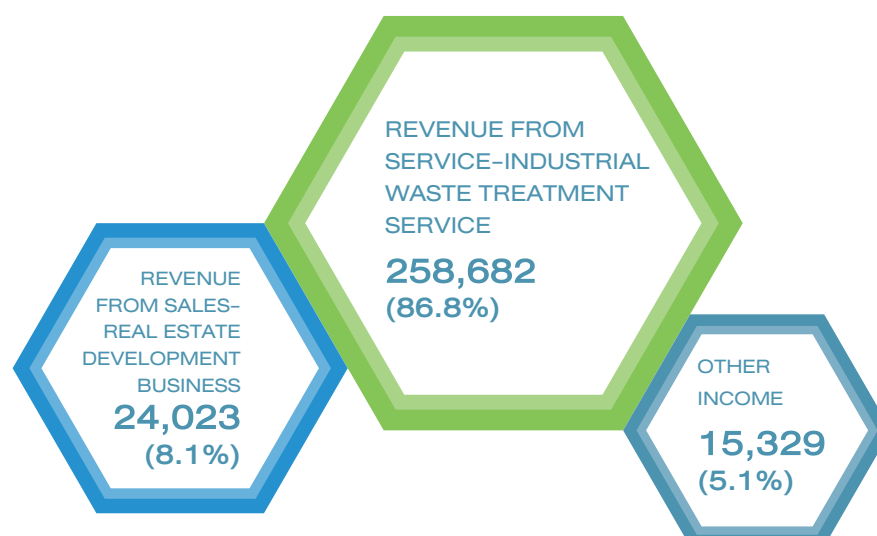 REVENUE FROM
SERVICE–INDUSTRIAL
WASTE TREATMENT
SERVICE
258,682
(86.8%)
REVENUE
FROM SALES–
REAL ESTATE
DEVELOPMENT
BUSINESS
24,023
(8.1%)
OTHER
INCOME
15,329
(5.1%)